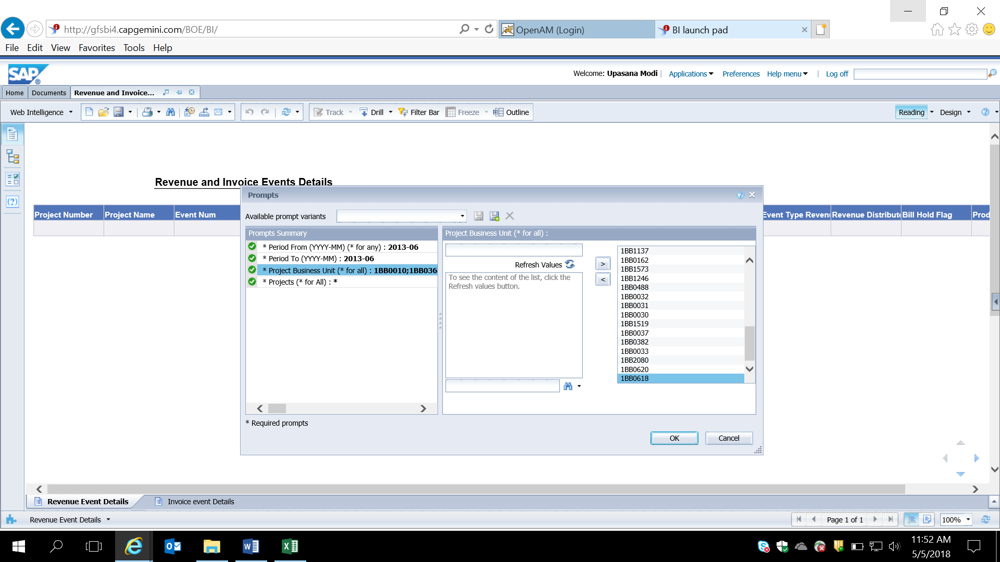 http://gfsbi4.capgemini.com/BOE/BI/
OpenAM (Login)
BI launch pad
File Edit View Favorites Tools Help
SAP
Welcome: Upasana Modi | Applications Preferences Help menu | Log off
Home Documents Revenue and Invoice...
Web Intelligence Track Drill Filter Bar Freeze Outline Reading Design
Revenue and Invoice Events Details
Project Number Project Name Event Num Event Type Revenu Revenue Distribute Bill Hold Flag Prod
Prompts
Available prompt variants
Prompts Summary
* Period From (YYYY-MM) (* for any) : 2013-06
* Period To (YYYY-MM) : 2013-06
* Project Business Unit (* for all) : 1BB0010;1BB036
* Projects (* for All) : *
* Required prompts
Project Business Unit (* for all) :
Refresh Values
To see the content of the list, click the
Refresh values button.
>
<
1BB1137
1BB0162
1BB1573
1BB1246
1BB0488
1BB0032
1BB0031
1BB0030
1BB1519
1BB0037
1BB0382
1BB0033
1BB2080
1BB0620
1BB0618
OK Cancel
Revenue Event Details Invoice event Details
Revenue Event Details Page 1 of 1 100%
11:52 AM
5/5/2018